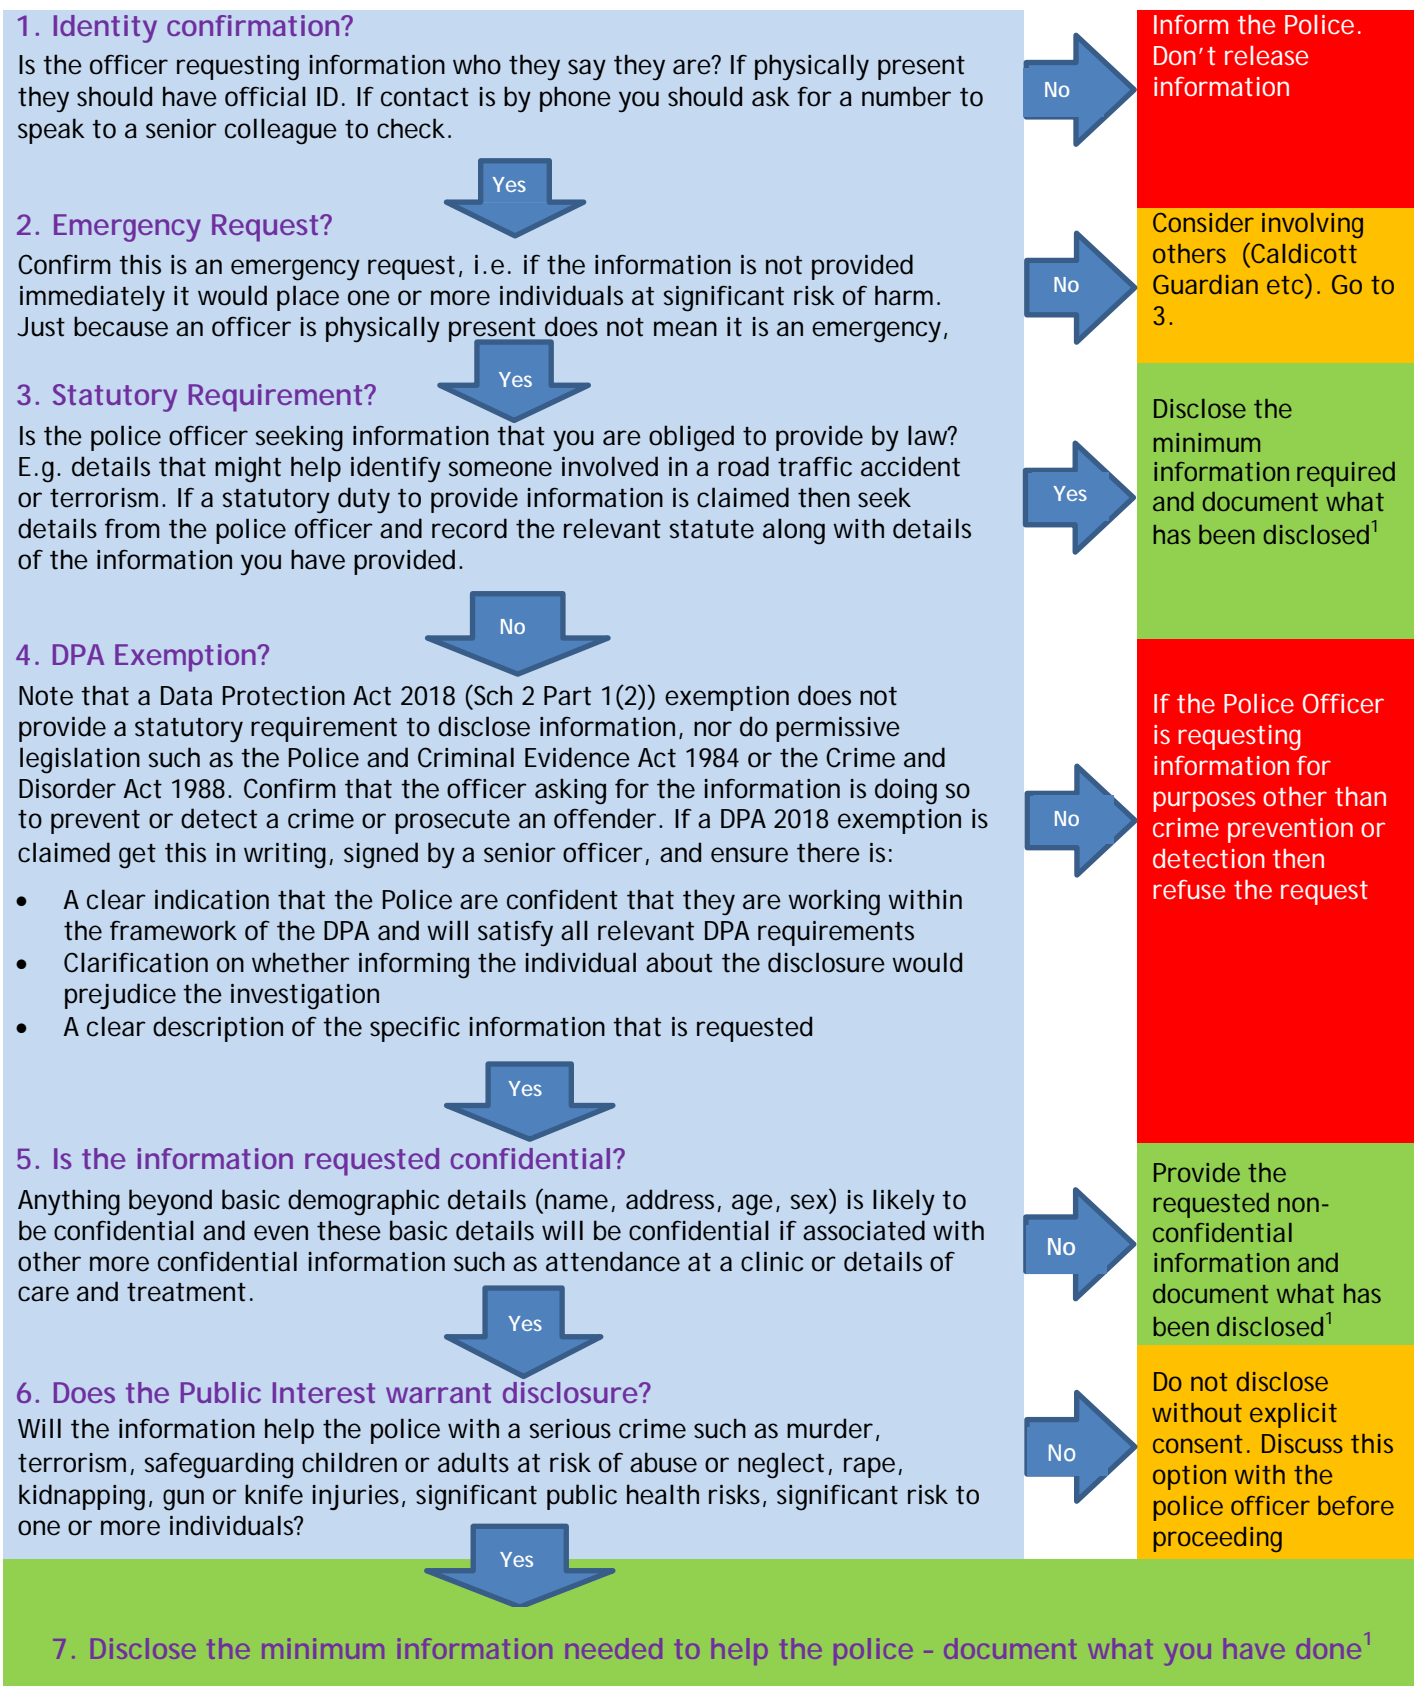 1. Identity confirmation?
Is the officer requesting information who they say they are? If physically present
they should have official ID. If contact is by phone you should ask for a number to
speak to a senior colleague to check.
No
Inform the Police.
Don't release
information
Yes
2. Emergency Request?
Confirm this is an emergency request, i.e. if the information is not provided
immediately it would place one or more individuals at significant risk of harm.
Just because an officer is physically present does not mean it is an emergency,
No
Consider involving
others (Caldicott
Guardian etc). Go to
3.
Yes
3. Statutory Requirement?
Is the police officer seeking information that you are obliged to provide by law?
E.g. details that might help identify someone involved in a road traffic accident
or terrorism. If a statutory duty to provide information is claimed then seek
details from the police officer and record the relevant statute along with details
of the information you have provided.
Yes
Disclose the
minimum
information required
and document what
has been disclosed¹
No
4. DPA Exemption?
Note that a Data Protection Act 2018 (Sch 2 Part 1(2)) exemption does not
provide a statutory requirement to disclose information, nor do permissive
legislation such as the Police and Criminal Evidence Act 1984 or the Crime and
Disorder Act 1988. Confirm that the officer asking for the information is doing so
to prevent or detect a crime or prosecute an offender. If a DPA 2018 exemption is
claimed get this in writing, signed by a senior officer, and ensure there is:
• A clear indication that the Police are confident that they are working within
the framework of the DPA and will satisfy all relevant DPA requirements
• Clarification on whether informing the individual about the disclosure would
prejudice the investigation
• A clear description of the specific information that is requested
No
If the Police Officer
is requesting
information for
purposes other than
crime prevention or
detection then
refuse the request
Yes
5. Is the information requested confidential?
Anything beyond basic demographic details (name, address, age, sex) is likely to
be confidential and even these basic details will be confidential if associated with
other more confidential information such as attendance at a clinic or details of
care and treatment.
No
Provide the
requested non-
confidential
information and
document what has
been disclosed¹
Yes
6. Does the Public Interest warrant disclosure?
Will the information help the police with a serious crime such as murder,
terrorism, safeguarding children or adults at risk of abuse or neglect, rape,
kidnapping, gun or knife injuries, significant public health risks, significant risk to
one or more individuals?
No
Do not disclose
without explicit
consent. Discuss this
option with the
police officer before
proceeding
Yes
7. Disclose the minimum information needed to help the police - document what you have done¹